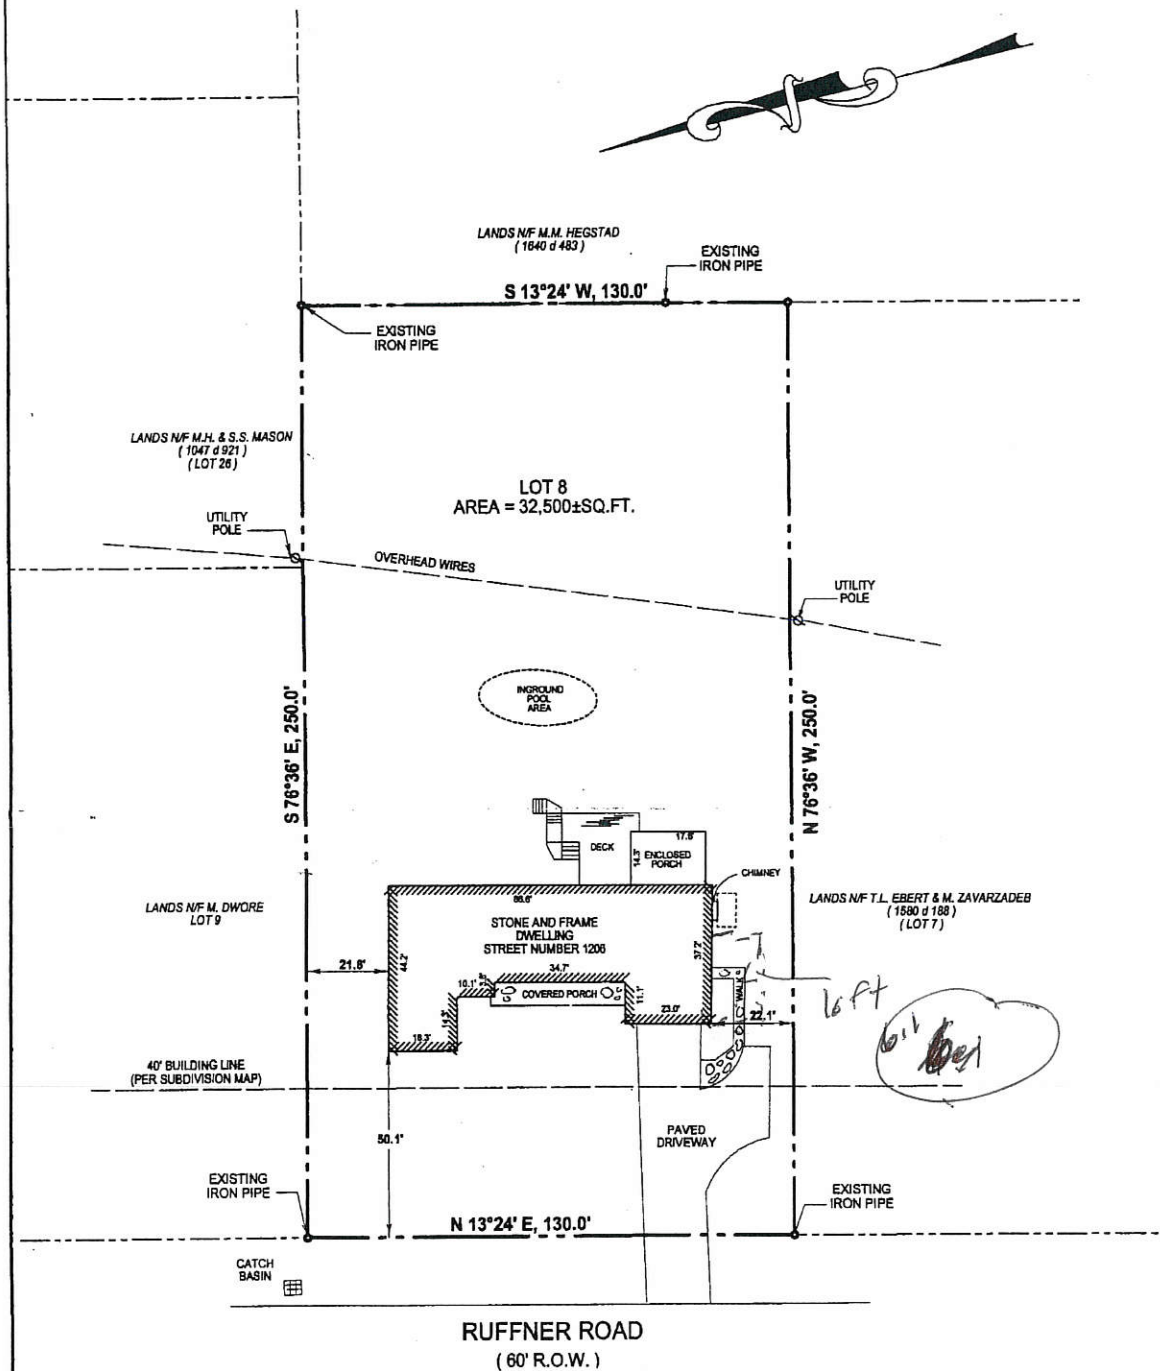 LANDS N/F M.M. HEGSTAD
( 1640 d 483 )
EXISTING
IRON PIPE
S 13°24' W, 130.0'
EXISTING
IRON PIPE
LANDS N/F M.H. & S.S. MASON
( 1047 d 921 )
( LOT 26 )
LOT 8
AREA = 32,500±SQ.FT.
UTILITY
POLE
OVERHEAD WIRES
UTILITY
POLE
INGROUND
POOL
AREA
S 76°36' E, 250.0'
N 76°36' W, 250.0'
DECK
17.6'
14.3'
ENCLOSED
PORCH
CHIMNEY
LANDS N/F M. DWORE
LOT 9
86.6'
STONE AND FRAME
DWELLING
STREET NUMBER 1206
LANDS N/F T.L. EBERT & M. ZAVARZADEB
( 1580 d 188 )
( LOT 7 )
21.8'
44.2'
37.2'
34.7'
10.1'
COVERED PORCH
11.1'
WALK
16 ft
14.3'
18.3'
23.0'
22.1'
40' BUILDING LINE
(PER SUBDIVISION MAP)
50.1'
PAVED
DRIVEWAY
EXISTING
IRON PIPE
EXISTING
IRON PIPE
N 13°24' E, 130.0'
CATCH
BASIN
RUFFNER ROAD
( 60' R.O.W. )